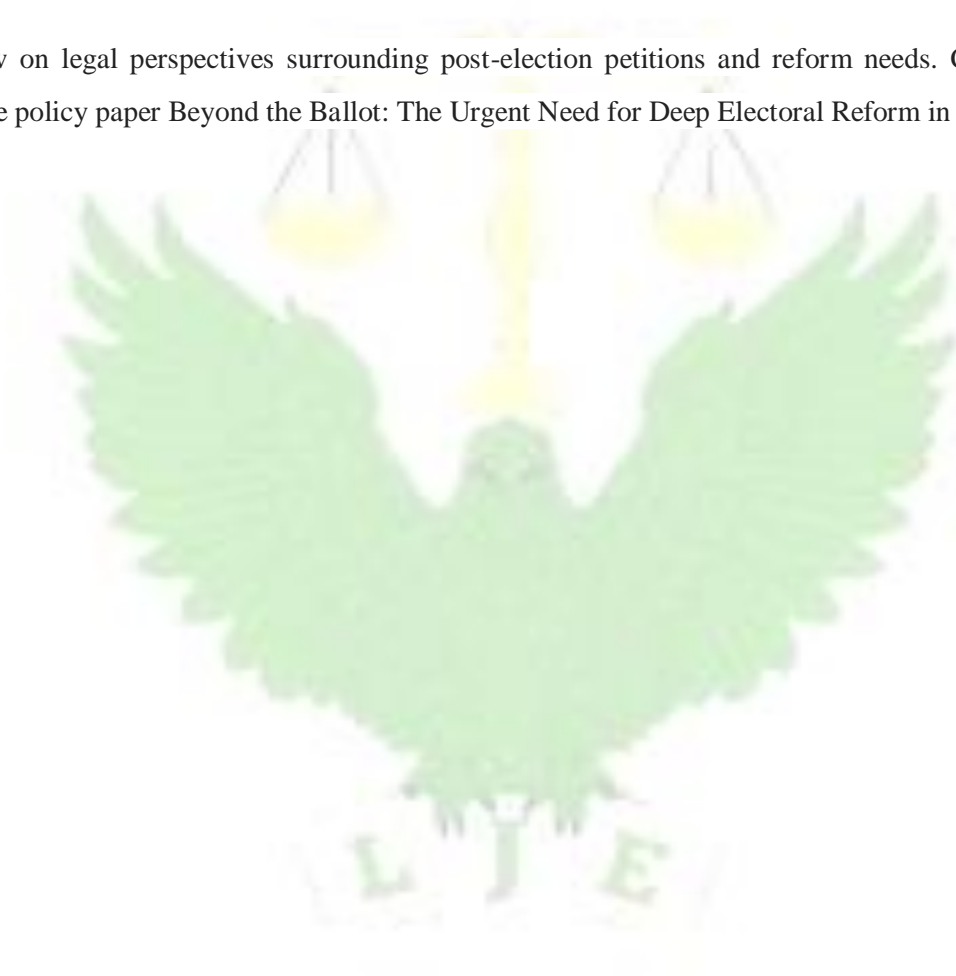 on legal perspectives surrounding post-election petitions and reform needs.
policy paper Beyond the Ballot: The Urgent Need for Deep Electoral Reform in
L J E